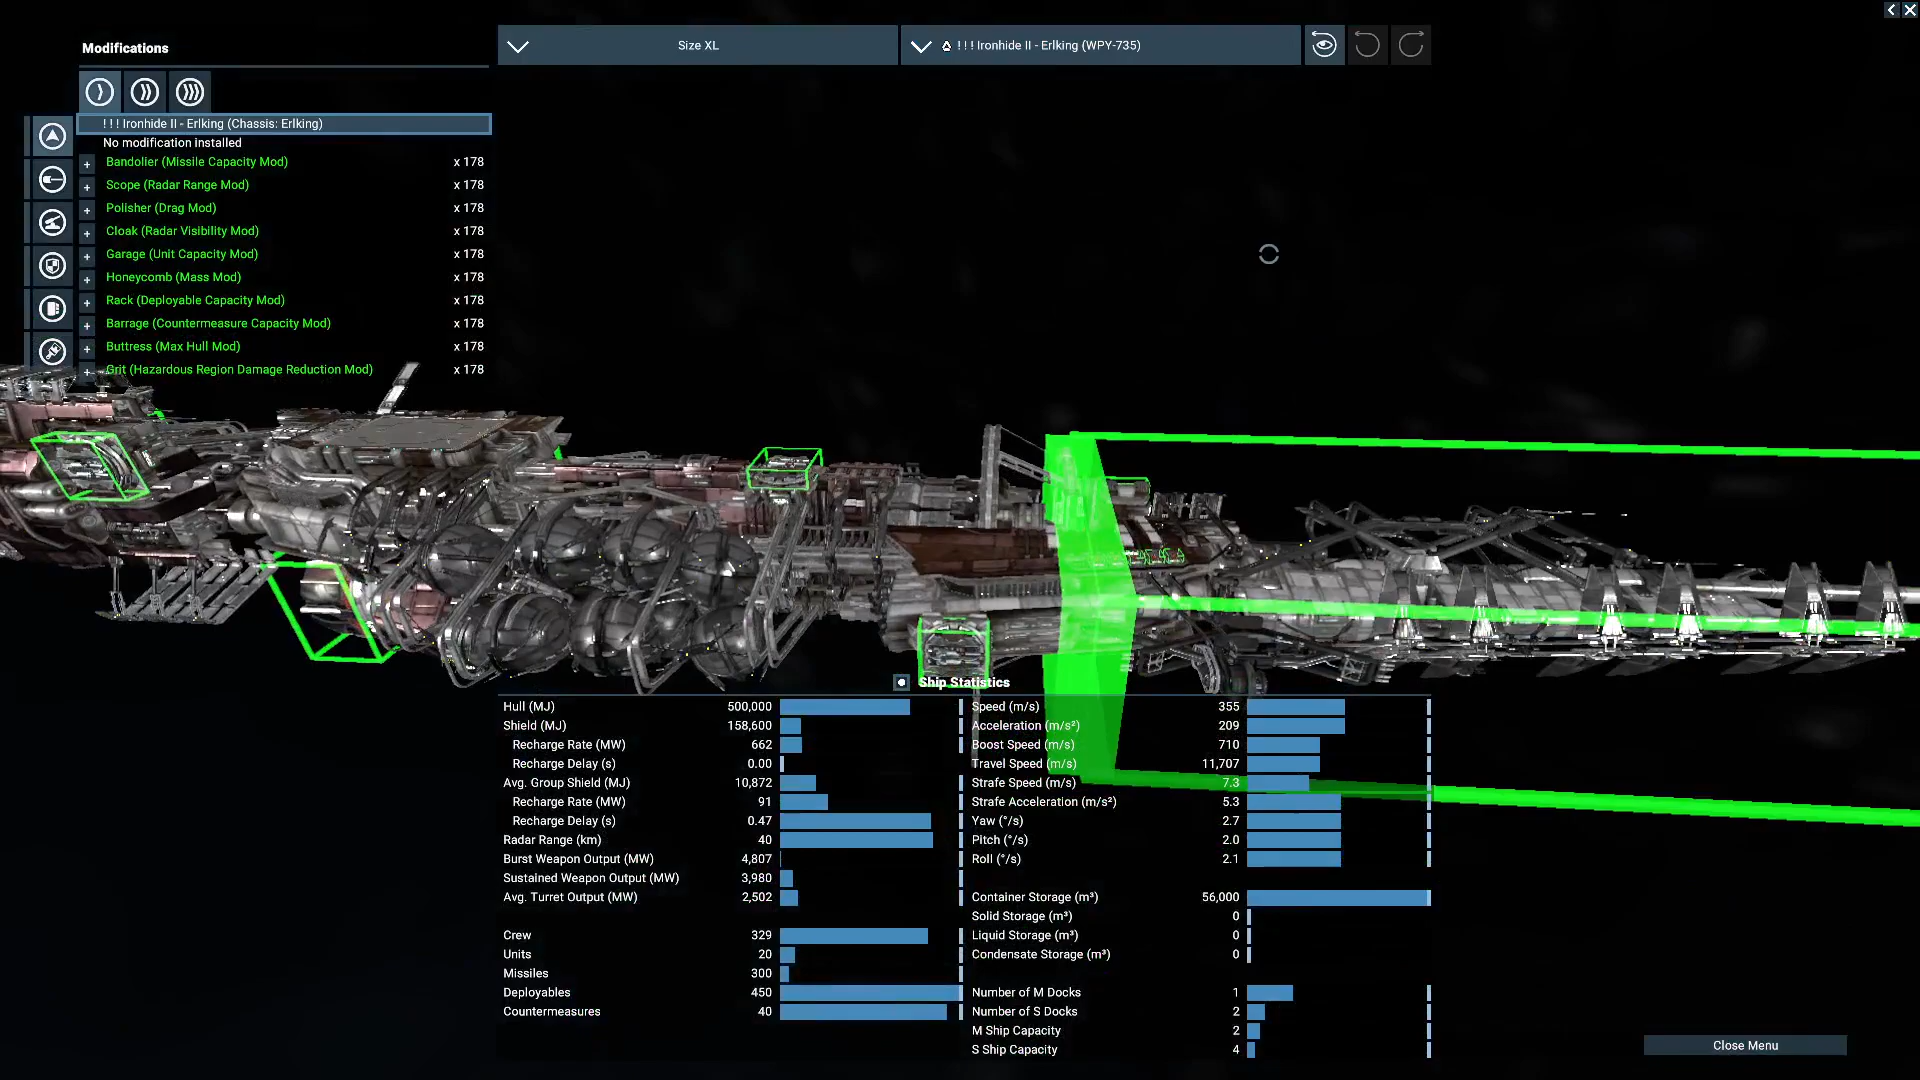 Modifications
Size XL
! ! ! Ironhide II - Erlking (WPY-735)
! ! ! Ironhide II - Erlking (Chassis: Erlking)
No modification installed
Bandolier (Missile Capacity Mod) x 178
Scope (Radar Range Mod) x 178
Polisher (Drag Mod) x 178
Cloak (Radar Visibility Mod) x 178
Garage (Unit Capacity Mod) x 178
Honeycomb (Mass Mod) x 178
Rack (Deployable Capacity Mod) x 178
Barrage (Countermeasure Capacity Mod) x 178
Buttress (Max Hull Mod) x 178
Grit (Hazardous Region Damage Reduction Mod) x 178
Ship Statistics
Hull (MJ) 500,000
Shield (MJ) 158,600
Recharge Rate (MW) 662
Recharge Delay (s) 0.00
Avg. Group Shield (MJ) 10,872
Recharge Rate (MW) 91
Recharge Delay (s) 0.47
Radar Range (km) 40
Burst Weapon Output (MW) 4,807
Sustained Weapon Output (MW) 3,980
Avg. Turret Output (MW) 2,502
Crew 329
Units 20
Missiles 300
Deployables 450
Countermeasures 40
Speed (m/s) 355
Acceleration (m/s²) 209
Boost Speed (m/s) 710
Travel Speed (m/s) 11,707
Strafe Speed (m/s) 7.3
Strafe Acceleration (m/s²) 5.3
Yaw (°/s) 2.7
Pitch (°/s) 2.0
Roll (°/s) 2.1
Container Storage (m³) 56,000
Solid Storage (m³) 0
Liquid Storage (m³) 0
Condensate Storage (m³) 0
Number of M Docks 1
Number of S Docks 2
M Ship Capacity 2
S Ship Capacity 4
Close Menu